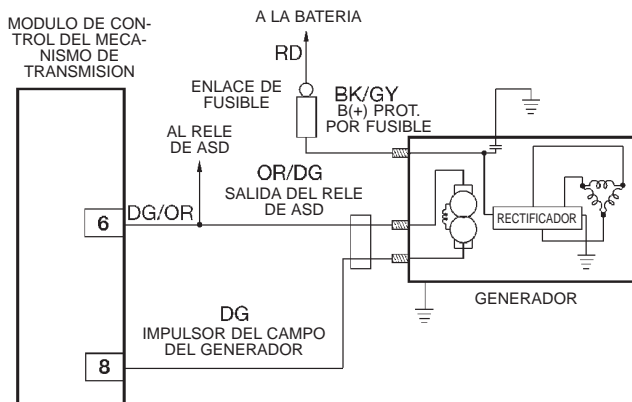 MODULO DE CON-
TROL DEL MECA-
NISMO DE
TRANSMISION
A LA BATERIA
RD
ENLACE DE
FUSIBLE
BK/GY
B(+) PROT.
POR FUSIBLE
AL RELE
DE ASD
OR/DG
SALIDA DEL RELE
DE ASD
6
DG/OR
RECTIFICADOR
GENERADOR
DG
IMPULSOR DEL CAMPO
DEL GENERADOR
8